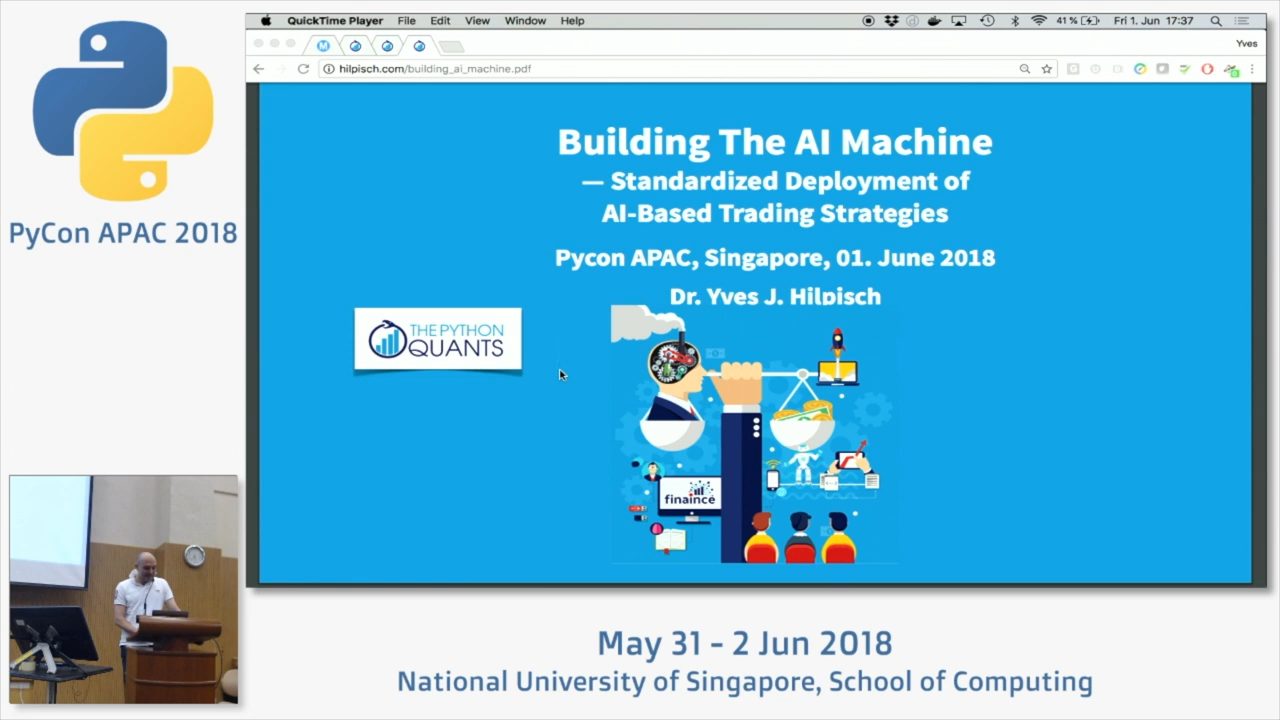 PyCon APAC 2018
QuickTime Player File Edit View Window Help
41 % Fri 1. Jun 17:37
Yves
hilpisch.com/building_ai_machine.pdf
Building The AI Machine
— Standardized Deployment of
AI-Based Trading Strategies
Pycon APAC, Singapore, 01. June 2018
Dr. Yves J. Hilpisch
THE PYTHON
QUANTS
finaince
May 31 - 2 Jun 2018
National University of Singapore, School of Computing